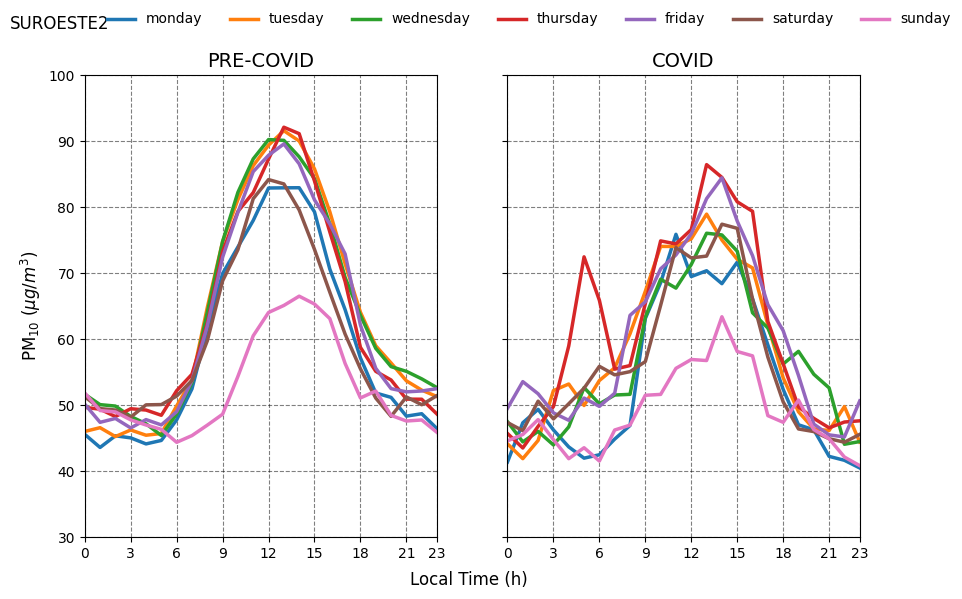 SUROESTE2 monday tuesday wednesday thursday friday saturday sunday
PRE-COVID COVID
100
90
80
70
60
50
40
30
PM₁₀ (μg/m³)
0 3 6 9 12 15 18 21 23 0 3 6 9 12 15 18 21 23
Local Time (h)